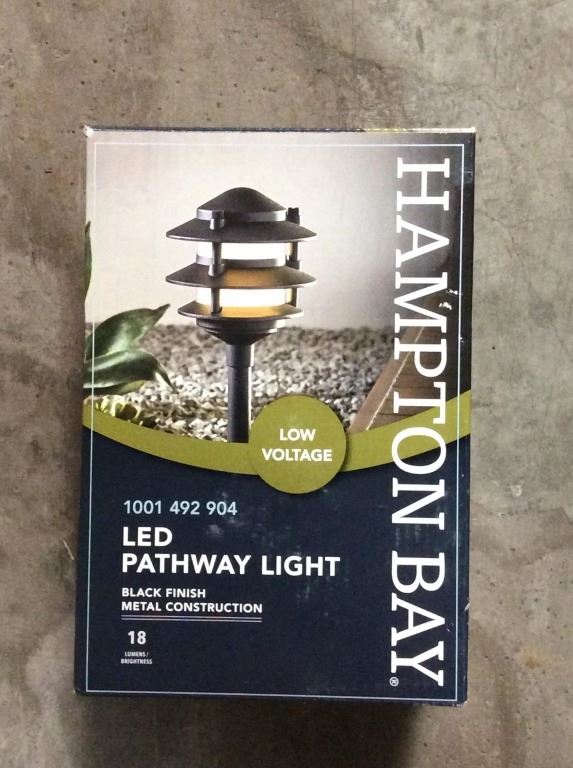 HAMPTON BAY®
LOW
VOLTAGE
1001 492 904
LED
PATHWAY LIGHT
BLACK FINISH
METAL CONSTRUCTION
18
LUMENS/
BRIGHTNESS